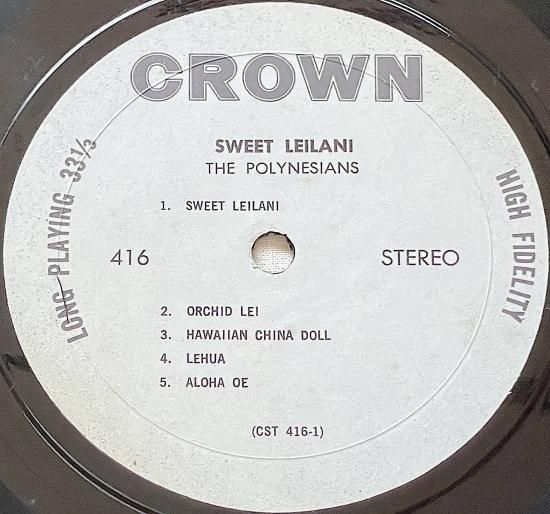 CROWN
SWEET LEILANI
THE POLYNESIANS
1. SWEET LEILANI
LONG PLAYING 33⅓
416
STEREO
HIGH FIDELITY
2. ORCHID LEI
3. HAWAIIAN CHINA DOLL
4. LEHUA
5. ALOHA OE
(CST 416-1)